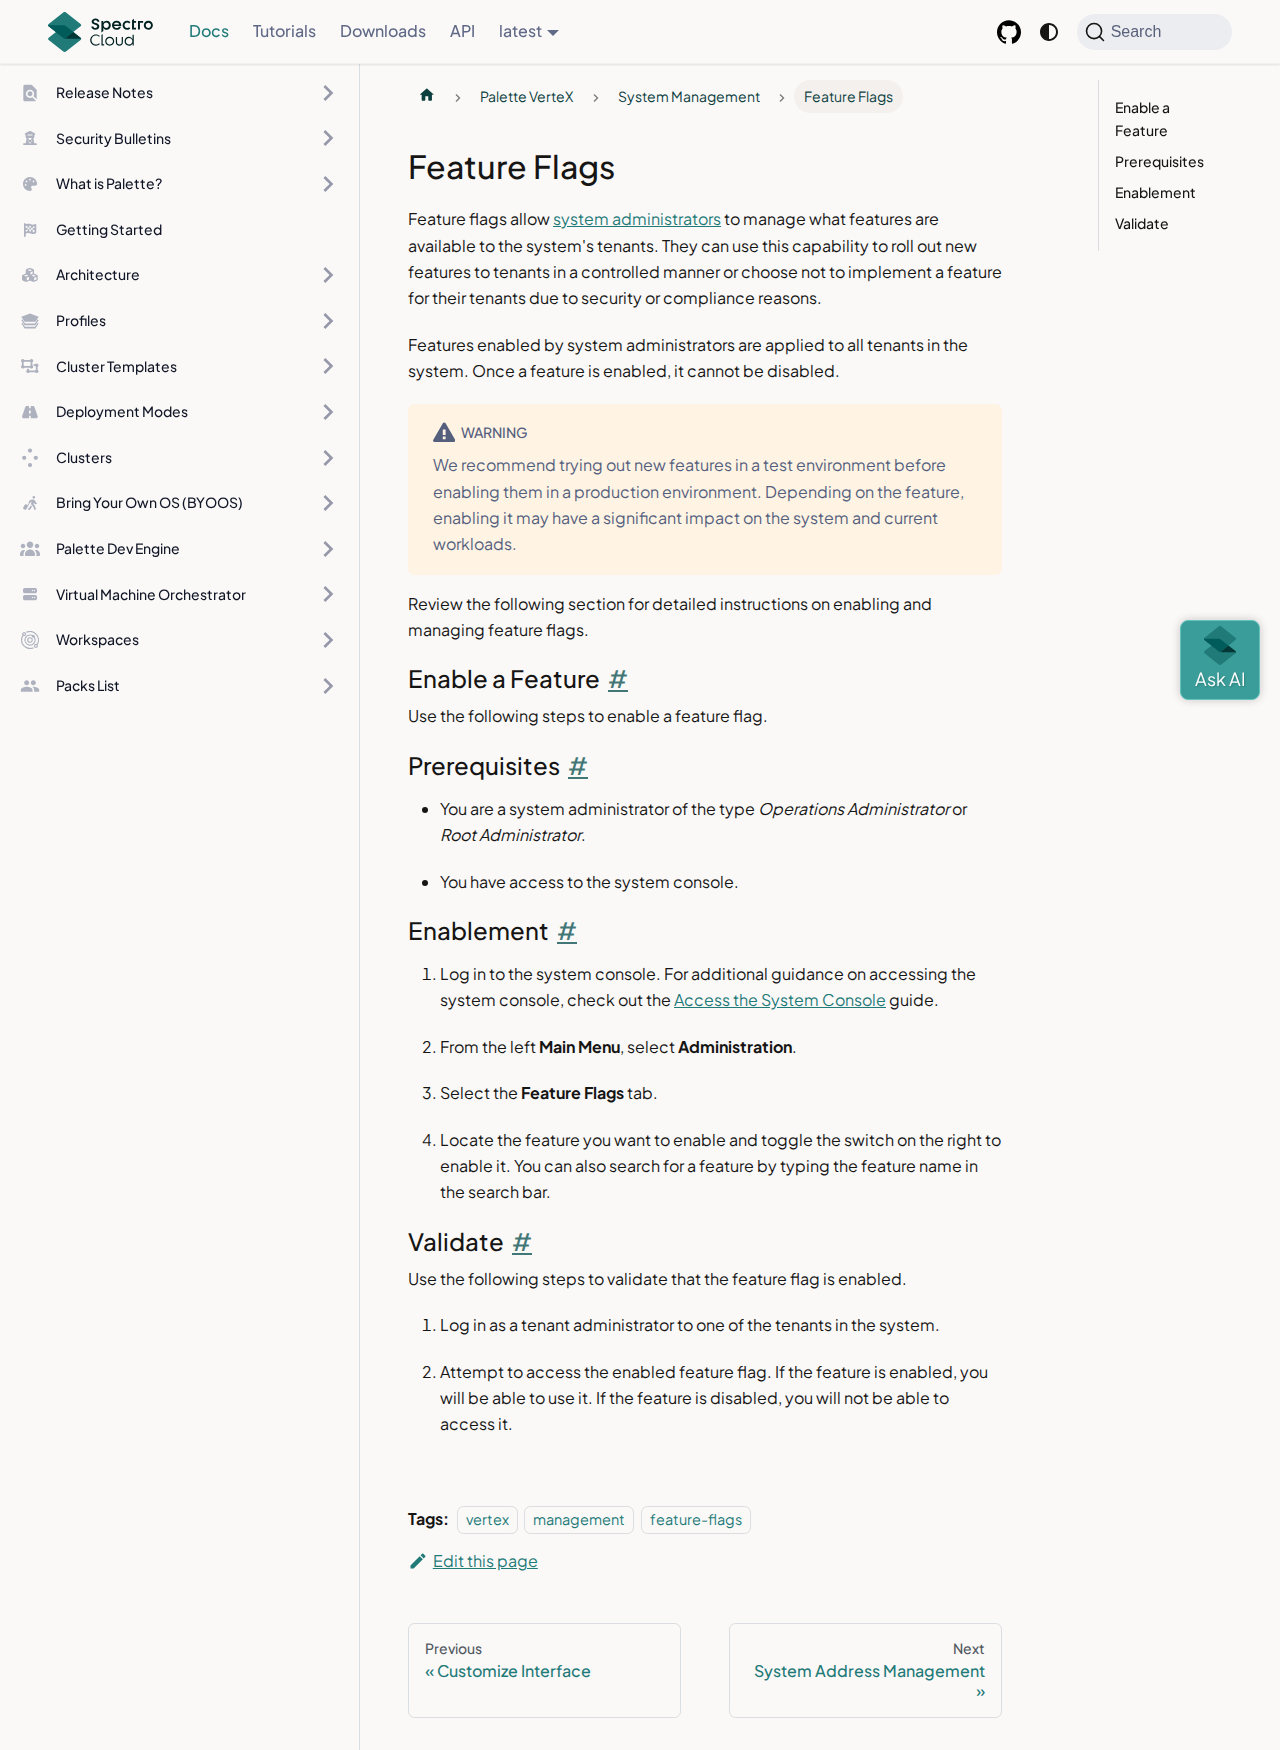 Spectro Cloud
Docs
Tutorials
Downloads
API
latest
Search
Release Notes
Security Bulletins
What is Palette?
Getting Started
Architecture
Profiles
Cluster Templates
Deployment Modes
Clusters
Bring Your Own OS (BYOOS)
Palette Dev Engine
Virtual Machine Orchestrator
Workspaces
Packs List
Palette VerteX
System Management
Feature Flags
Feature Flags
Feature flags allow system administrators to manage what features are
available to the system's tenants. They can use this capability to roll out new
features to tenants in a controlled manner or choose not to implement a feature
for their tenants due to security or compliance reasons.
Features enabled by system administrators are applied to all tenants in the
system. Once a feature is enabled, it cannot be disabled.
WARNING
We recommend trying out new features in a test environment before
enabling them in a production environment. Depending on the feature,
enabling it may have a significant impact on the system and current
workloads.
Review the following section for detailed instructions on enabling and
managing feature flags.
Enable a Feature #
Use the following steps to enable a feature flag.
Prerequisites #
• You are a system administrator of the type Operations Administrator or
Root Administrator.
• You have access to the system console.
Enablement #
1. Log in to the system console. For additional guidance on accessing the
system console, check out the Access the System Console guide.
2. From the left Main Menu, select Administration.
3. Select the Feature Flags tab.
4. Locate the feature you want to enable and toggle the switch on the right to
enable it. You can also search for a feature by typing the feature name in
the search bar.
Validate #
Use the following steps to validate that the feature flag is enabled.
1. Log in as a tenant administrator to one of the tenants in the system.
2. Attempt to access the enabled feature flag. If the feature is enabled, you
will be able to use it. If the feature is disabled, you will not be able to
access it.
Tags: vertex management feature-flags
Edit this page
Previous
« Customize Interface
Next
System Address Management
»
Enable a
Feature
Prerequisites
Enablement
Validate
Ask AI